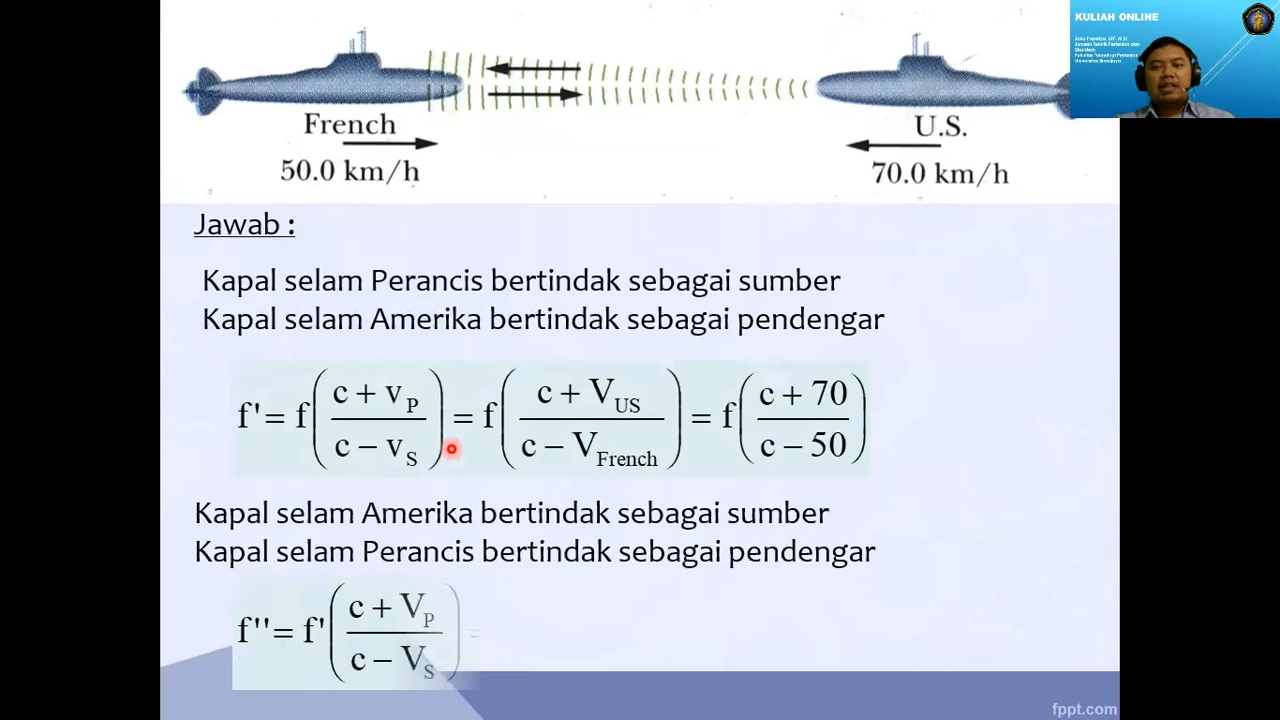 KULIAH ONLINE
Universitas Brawijaya
French
50.0 km/h
U.S.
70.0 km/h
Jawab :
Kapal selam Perancis bertindak sebagai sumber
Kapal selam Amerika bertindak sebagai pendengar
f' = f ( (c + v_P) / (c − v_S) ) = f ( (c + V_US) / (c − V_French) ) = f ( (c + 70) / (c − 50) )
Kapal selam Amerika bertindak sebagai sumber
Kapal selam Perancis bertindak sebagai pendengar
f'' = f' ( (c + V_P) / (c − V_S) ) =
fppt.com